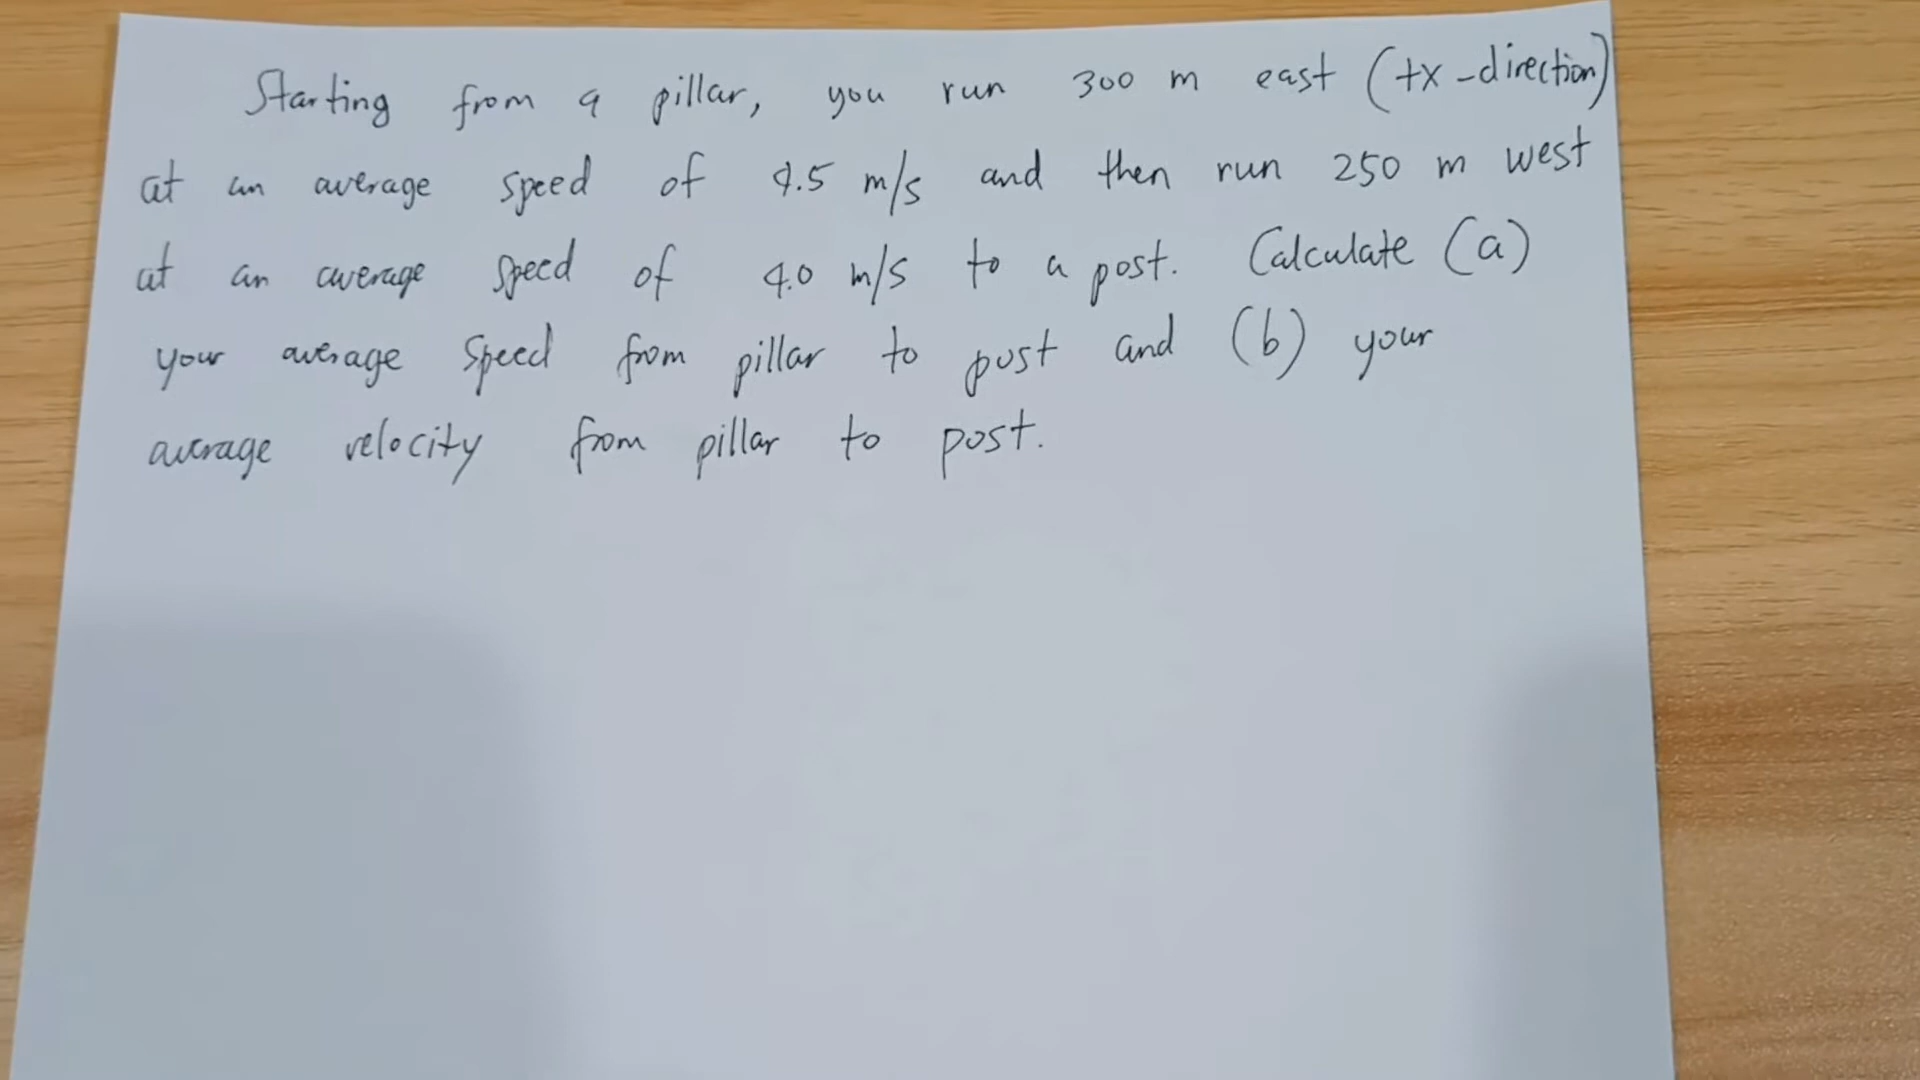 Starting from a pillar, you run 300 m east (+x-direction)
at an average speed of 4.5 m/s and then run 250 m west
at an average speed of 4.0 m/s to a post. Calculate (a)
your average speed from pillar to post and (b) your
average velocity from pillar to post.